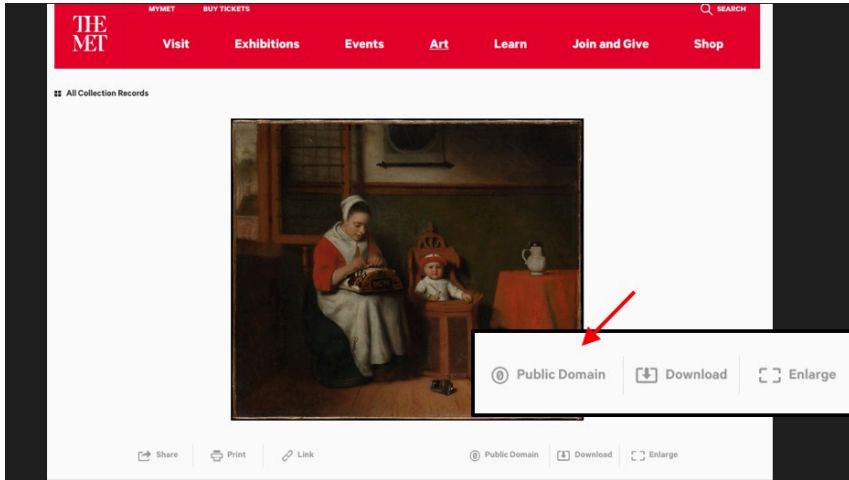 MYMET BUY TICKETS SEARCH
THE
MET
Visit Exhibitions Events Art Learn Join and Give Shop
All Collection Records
Public Domain Download Enlarge
Share Print Link Public Domain Download Enlarge